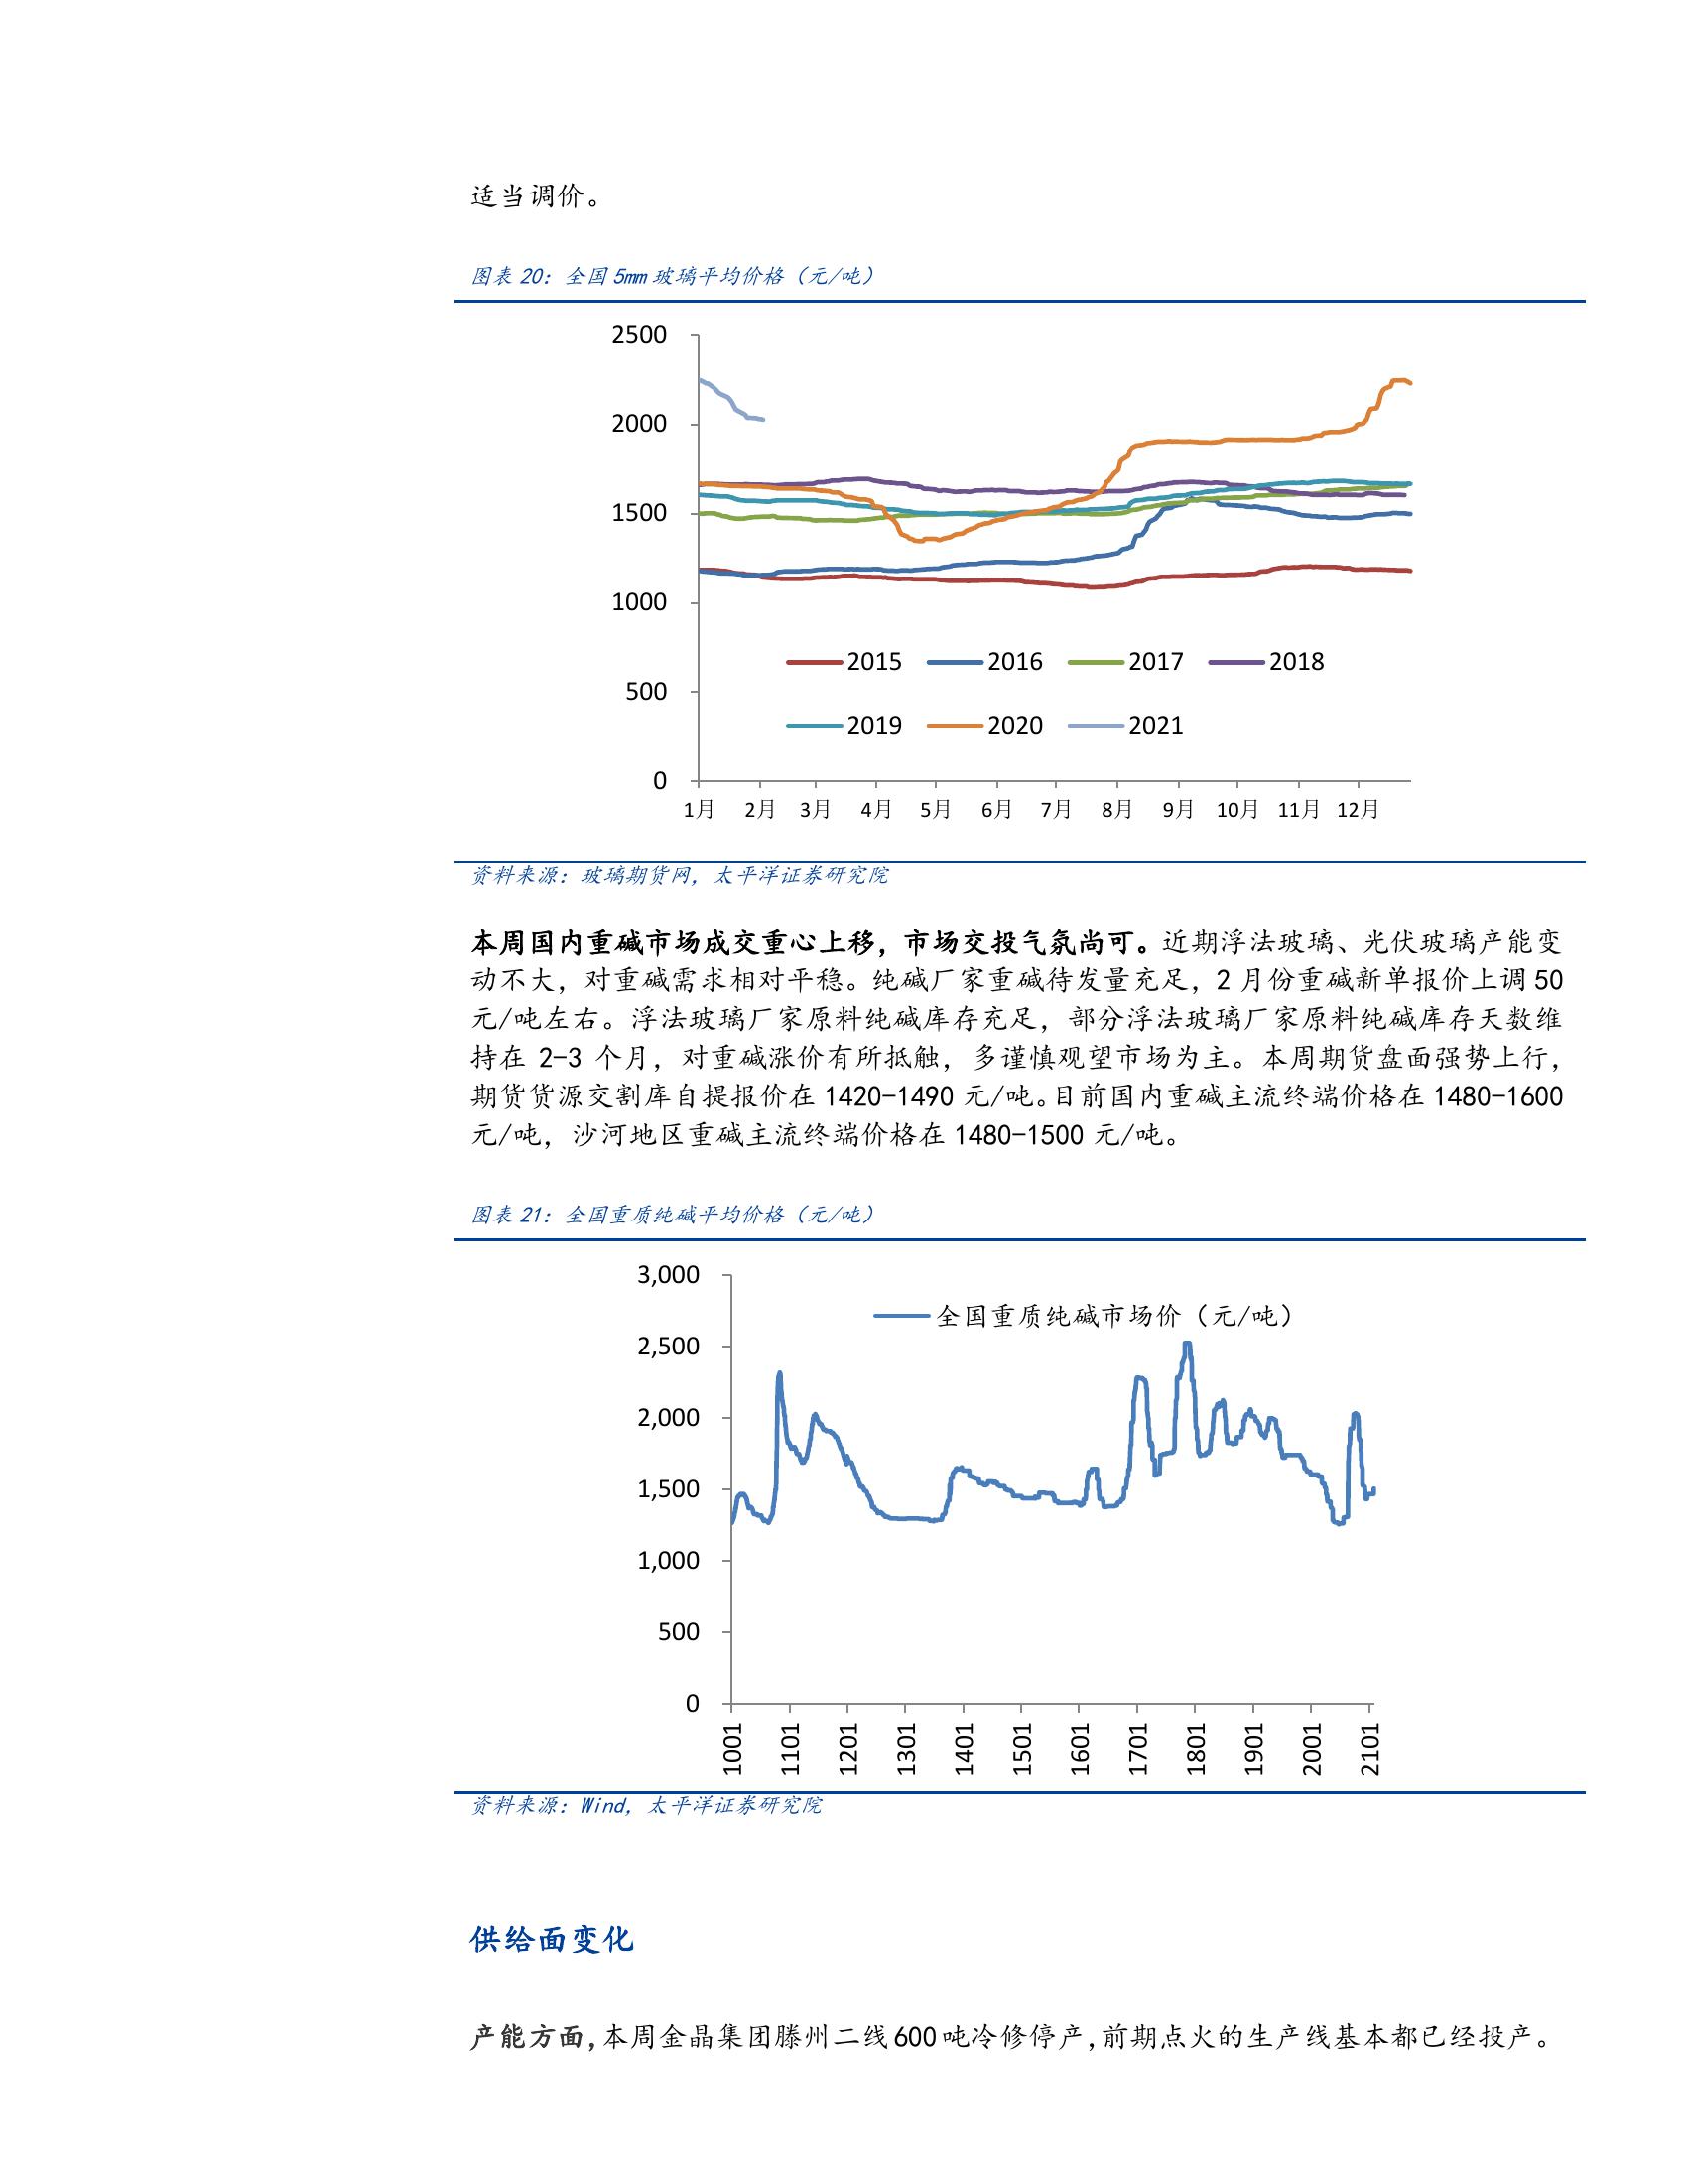 适当调价。
图表 20：全国 5mm 玻璃平均价格（元/吨）
2500
2000
1500
1000
500
0
2015 2016 2017 2018
2019 2020 2021
1月 2月 3月 4月 5月 6月 7月 8月 9月 10月 11月 12月
资料来源：玻璃期货网，太平洋证券研究院
本周国内重碱市场成交重心上移，市场交投气氛尚可。近期浮法玻璃、光伏玻璃产能变
动不大，对重碱需求相对平稳。纯碱厂家重碱待发量充足，2 月份重碱新单报价上调 50
元/吨左右。浮法玻璃厂家原料纯碱库存充足，部分浮法玻璃厂家原料纯碱库存天数维
持在 2-3 个月，对重碱涨价有所抵触，多谨慎观望市场为主。本周期货盘面强势上行，
期货货源交割库自提报价在 1420-1490 元/吨。目前国内重碱主流终端价格在 1480-1600
元/吨，沙河地区重碱主流终端价格在 1480-1500 元/吨。
图表 21：全国重质纯碱平均价格（元/吨）
3,000
全国重质纯碱市场价（元/吨）
2,500
2,000
1,500
1,000
500
0
1001 1101 1201 1301 1401 1501 1601 1701 1801 1901 2001 2101
资料来源：Wind，太平洋证券研究院
供给面变化
产能方面,本周金晶集团滕州二线 600 吨冷修停产,前期点火的生产线基本都已经投产。